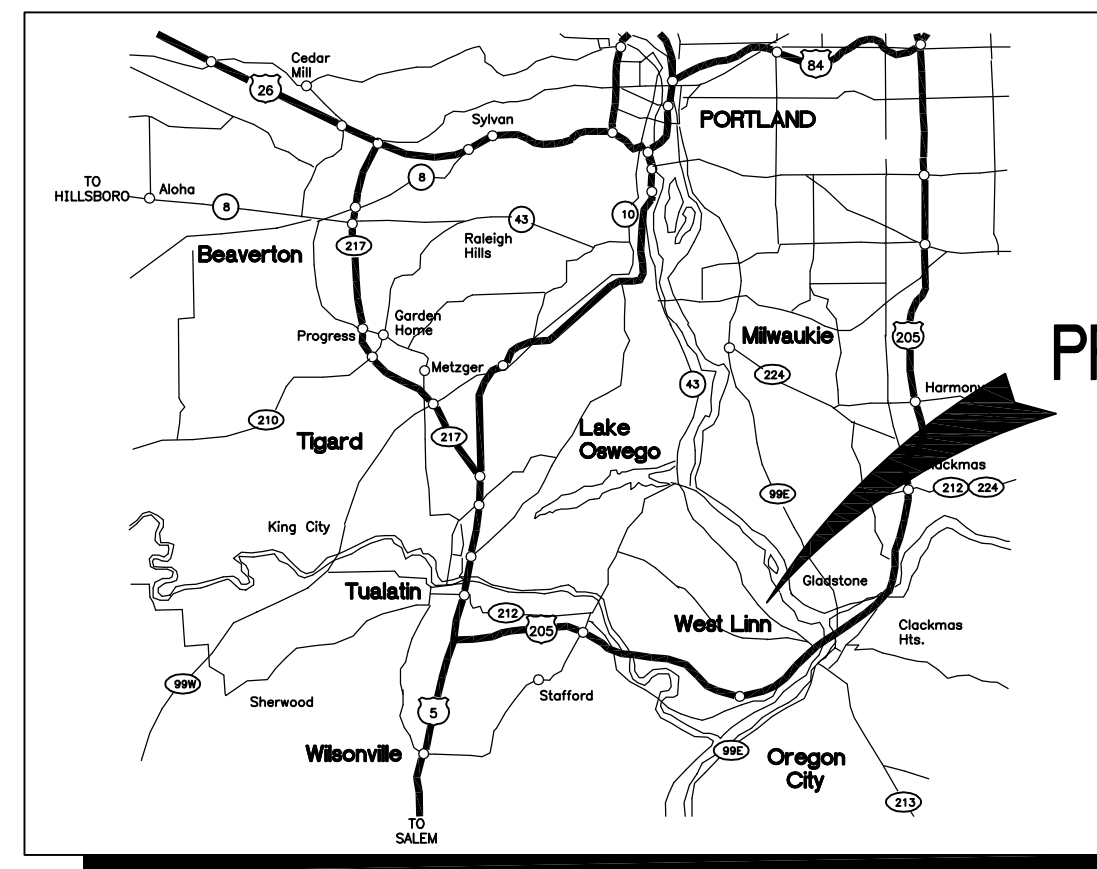 Cedar
Mill
26
84
PORTLAND
Sylvan
8
TO
HILLSBORO
Aloha
8
43
10
217
Raleigh
Hills
Beaverton
Garden
Home
Progress
Milwaukie
205
Metzger
224
43
Harmony
210
217
Tigard
Lake
Oswego
212
224
99E
King City
Gladstone
Tualatin
212
205
West Linn
Clackmas
Hts.
99W
Sherwood
Stafford
5
Wilsonville
99E
Oregon
City
213
TO
SALEM